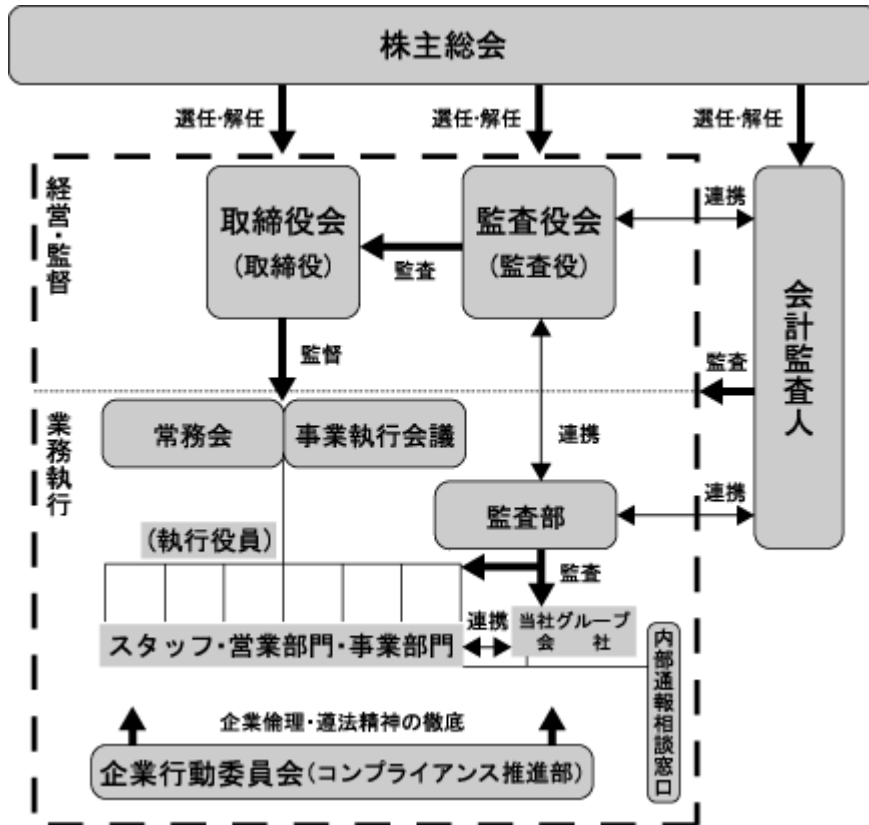 株主総会
選任・解任
選任・解任
選任・解任
経営・監督
取締役会
(取締役)
監査
監査役会
(監査役)
連携
会計監査人
監督
監査
業務執行
常務会
事業執行会議
連携
監査部
連携
(執行役員)
監査
スタッフ・営業部門・事業部門
連携
当社グループ
会 社
内部通報相談窓口
企業倫理・遵法精神の徹底
企業行動委員会(コンプライアンス推進部)